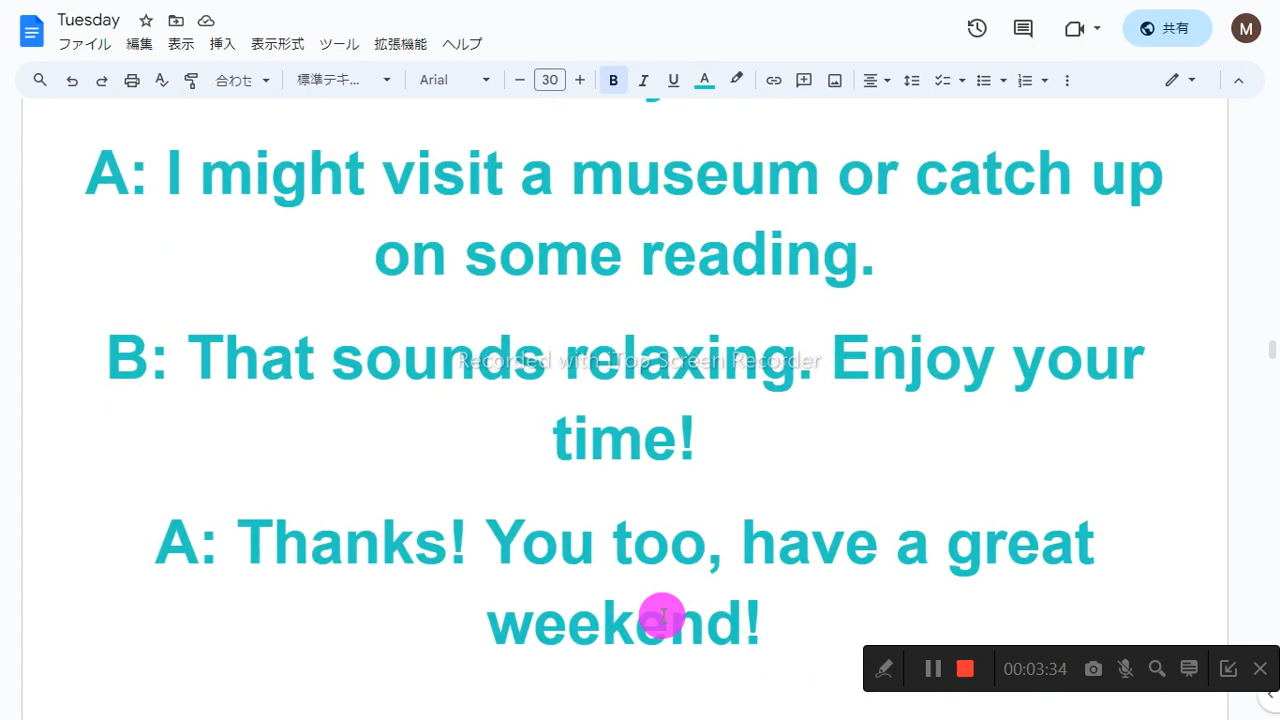 Tuesday
ファイル 編集 表示 挿入 表示形式 ツール 拡張機能 ヘルプ
共有 M
合わせ 標準テキ... Arial 30 B I U A
A: I might visit a museum or catch up
on some reading.
B: That sounds relaxing. Enjoy your
time!
Recorded with iTop Screen Recorder
A: Thanks! You too, have a great
weekend!
00:03:34